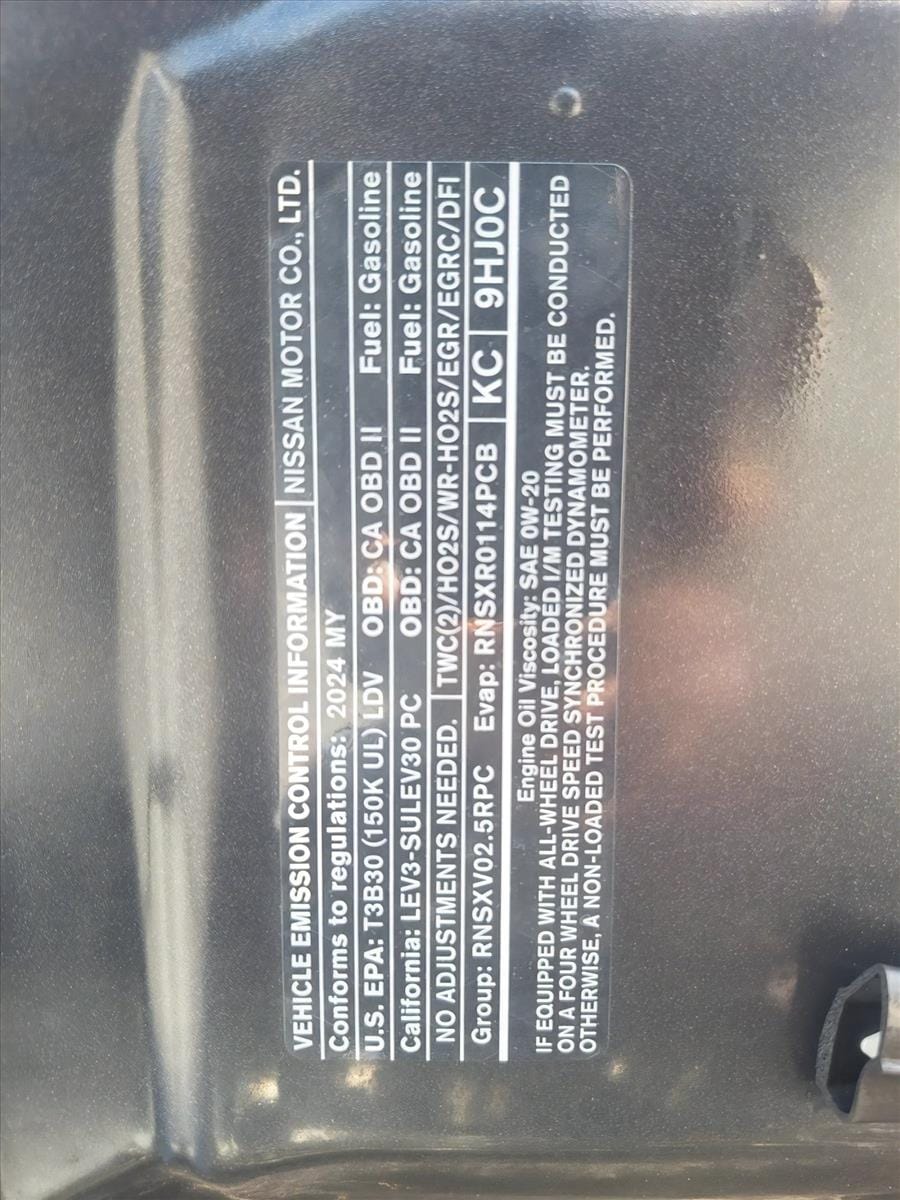 VEHICLE EMISSION CONTROL INFORMATION NISSAN MOTOR CO., LTD.
Conforms to regulations: 2024 MY
U.S. EPA: T3B30 (150K UL) LDV OBD: CA OBD II Fuel: Gasoline
California: LEV3-SULEV30 PC OBD: CA OBD II Fuel: Gasoline
NO ADJUSTMENTS NEEDED. TWC(2)/HO2S/WR-HO2S/EGR/EGRC/DFI
Group: RNSXV02.5RPC Evap: RNSXR0114PCB KC 9HJ0C
Engine Oil Viscosity: SAE 0W-20
IF EQUIPPED WITH ALL-WHEEL DRIVE, LOADED I/M TESTING MUST BE CONDUCTED
ON A FOUR WHEEL DRIVE SPEED SYNCHRONIZED DYNAMOMETER.
OTHERWISE, A NON-LOADED TEST PROCEDURE MUST BE PERFORMED.